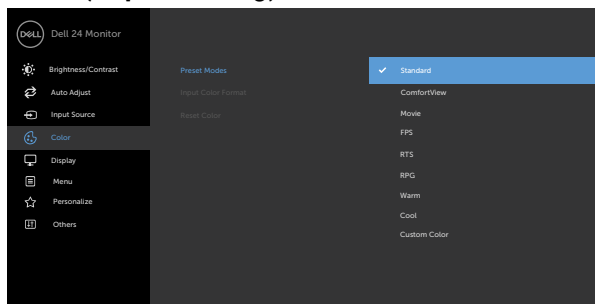 DELL Dell 24 Monitor
Brightness/Contrast
Auto Adjust
Input Source
Color
Display
Menu
Personalize
Others
Preset Modes
Input Color Format
Reset Color
Standard
ComfortView
Movie
FPS
RTS
RPG
Warm
Cool
Custom Color